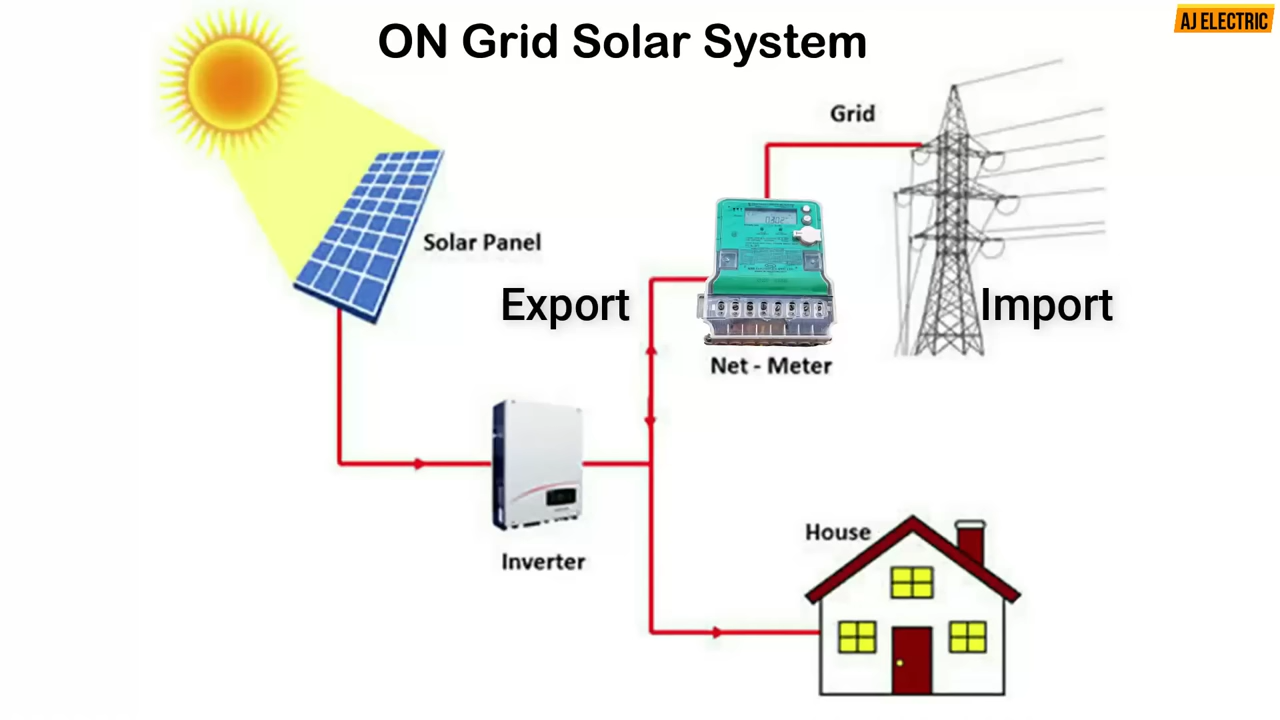 ON Grid Solar System
AJ ELECTRIC
Grid
Solar Panel
Export
Import
Net - Meter
Inverter
House